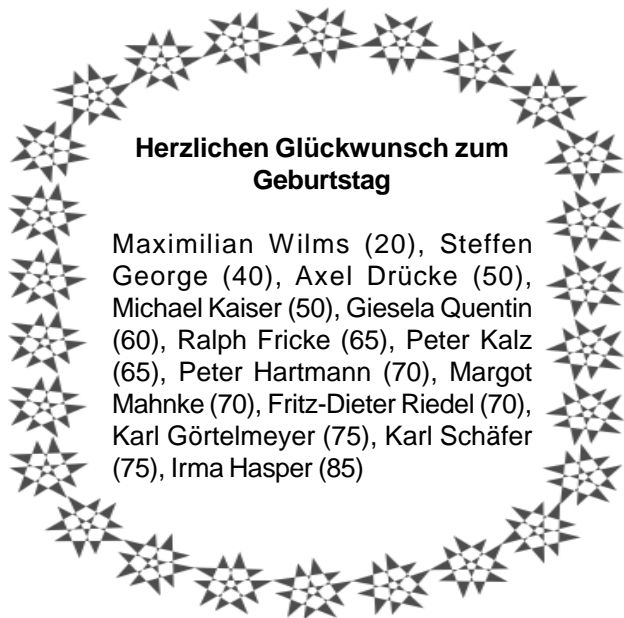 Herzlichen Glückwunsch zum
Geburtstag
Maximilian Wilms (20), Steffen
George (40), Axel Drücke (50),
Michael Kaiser (50), Giesela Quentin
(60), Ralph Fricke (65), Peter Kalz
(65), Peter Hartmann (70), Margot
Mahnke (70), Fritz-Dieter Riedel (70),
Karl Görtelmeyer (75), Karl Schäfer
(75), Irma Hasper (85)